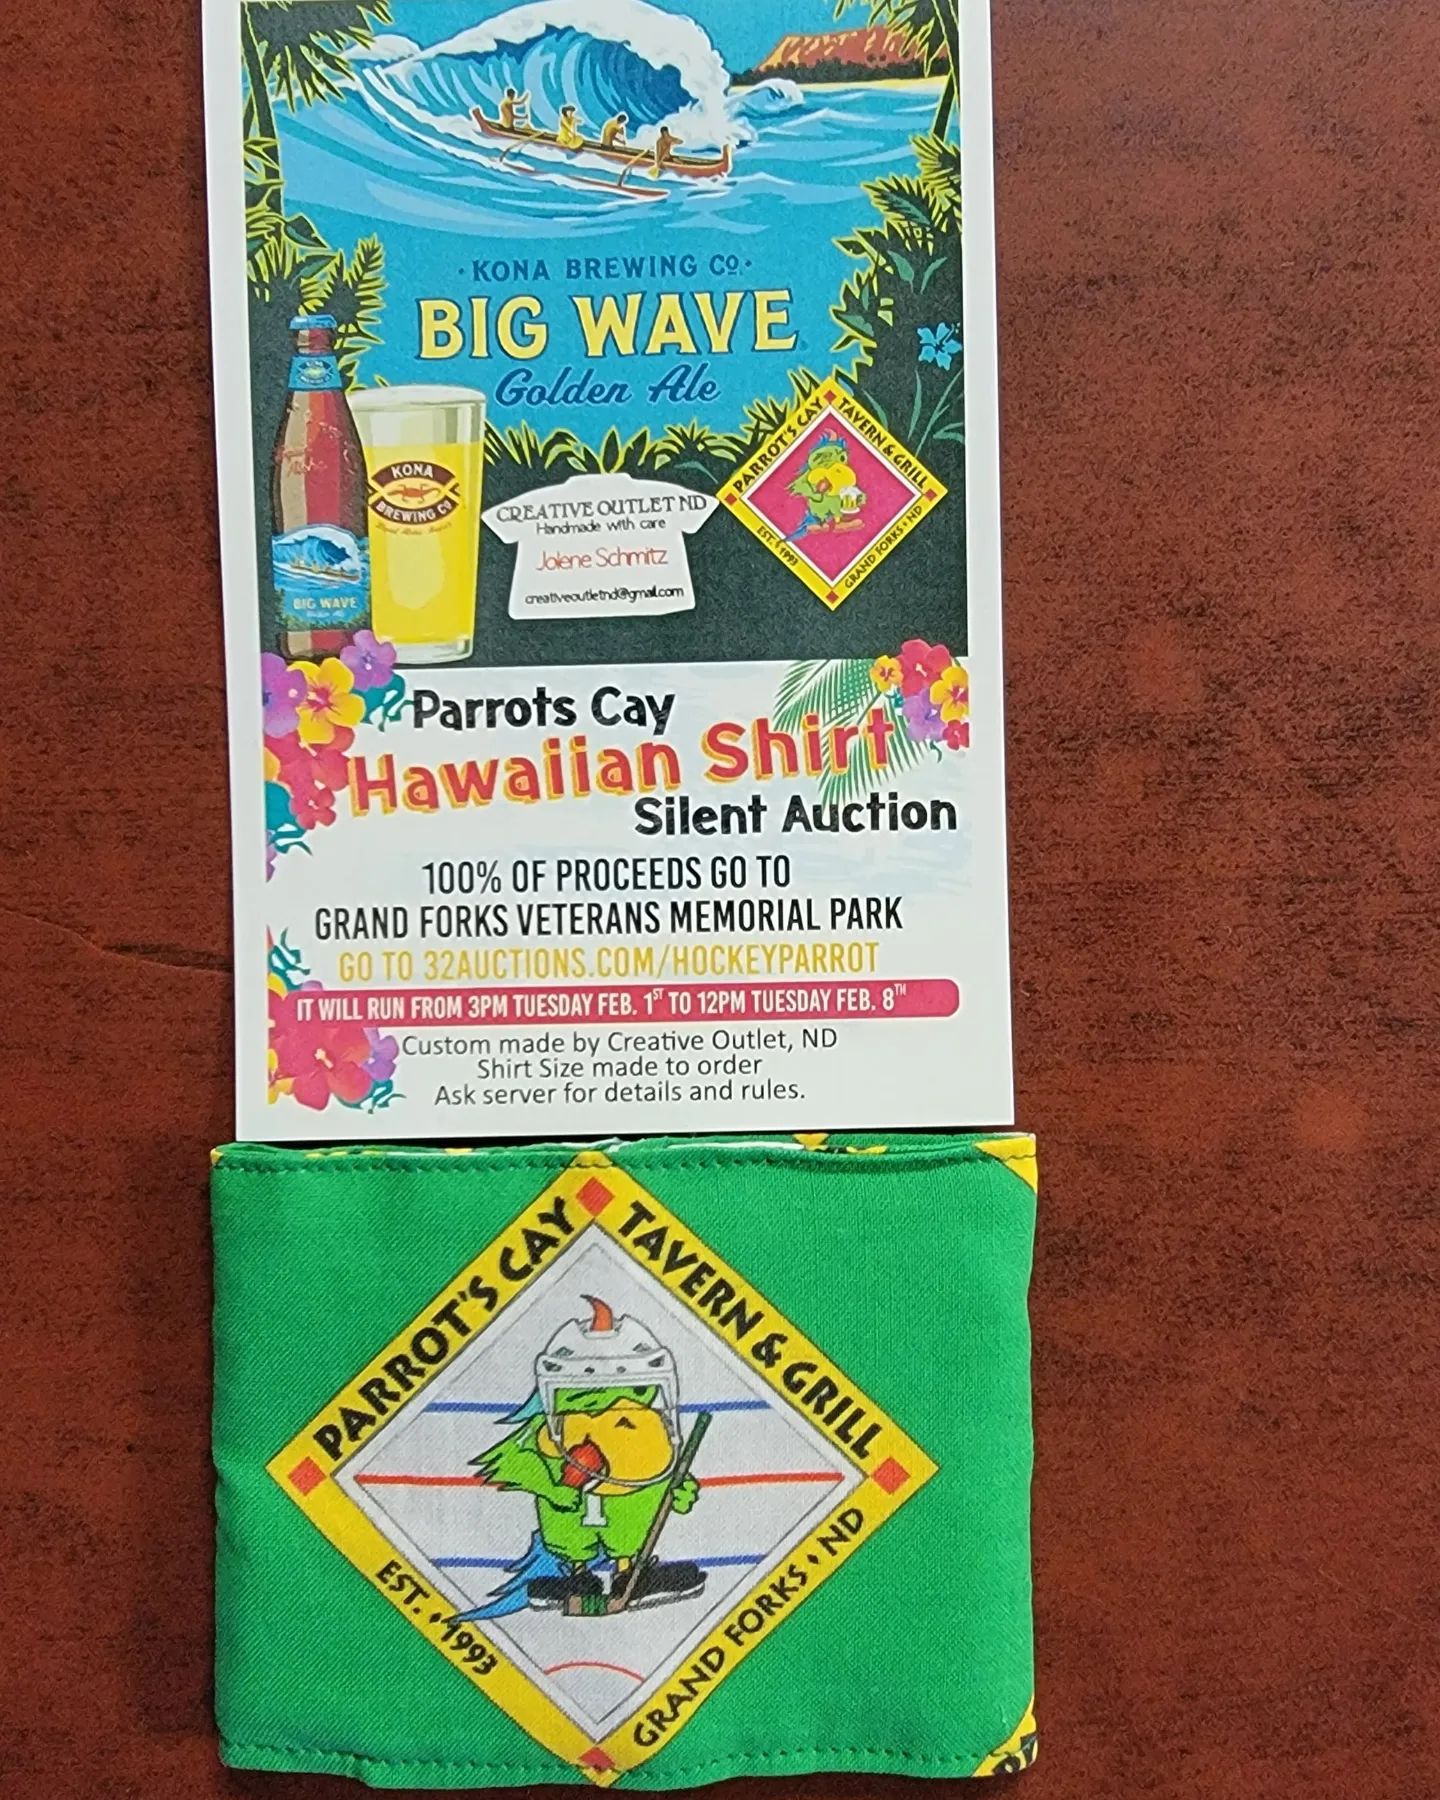 · KONA BREWING CO. ·
BIG WAVE
Golden Ale
KONA
BREWING CO
BIG WAVE
CREATIVE OUTLET ND
Handmade with care
Jolene Schmitz
creativeoutletnd@gmail.com
PARROT'S CAY
TAVERN & GRILL
EST. • 1993
GRAND FORKS • ND
Parrots Cay
Hawaiian Shirt
Silent Auction
100% OF PROCEEDS GO TO
GRAND FORKS VETERANS MEMORIAL PARK
GO TO 32AUCTIONS.COM/HOCKEYPARROT
IT WILL RUN FROM 3PM TUESDAY FEB. 1ST TO 12PM TUESDAY FEB. 8TH
Custom made by Creative Outlet, ND
Shirt Size made to order
Ask server for details and rules.
PARROT'S CAY
TAVERN & GRILL
EST. • 1993
GRAND FORKS • ND